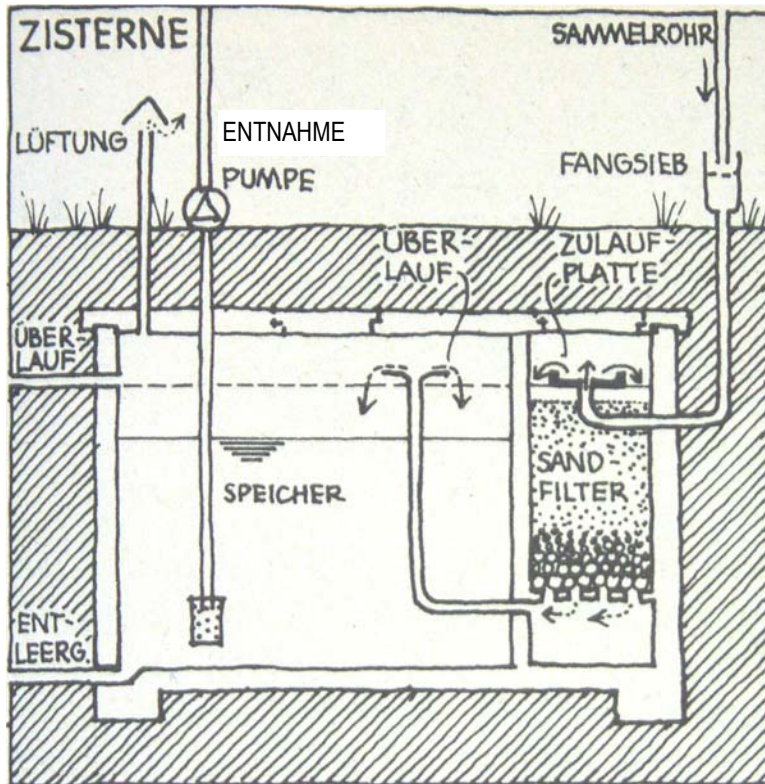 ZISTERNE
SAMMELROHR
LÜFTUNG
ENTNAHME
PUMPE
FANGSIEB
ÜBER-
LAUF
ZULAUF-
PLATTE
ÜBER-
LAUF
SPEICHER
SAND-
FILTER
ENT-
LEERG.